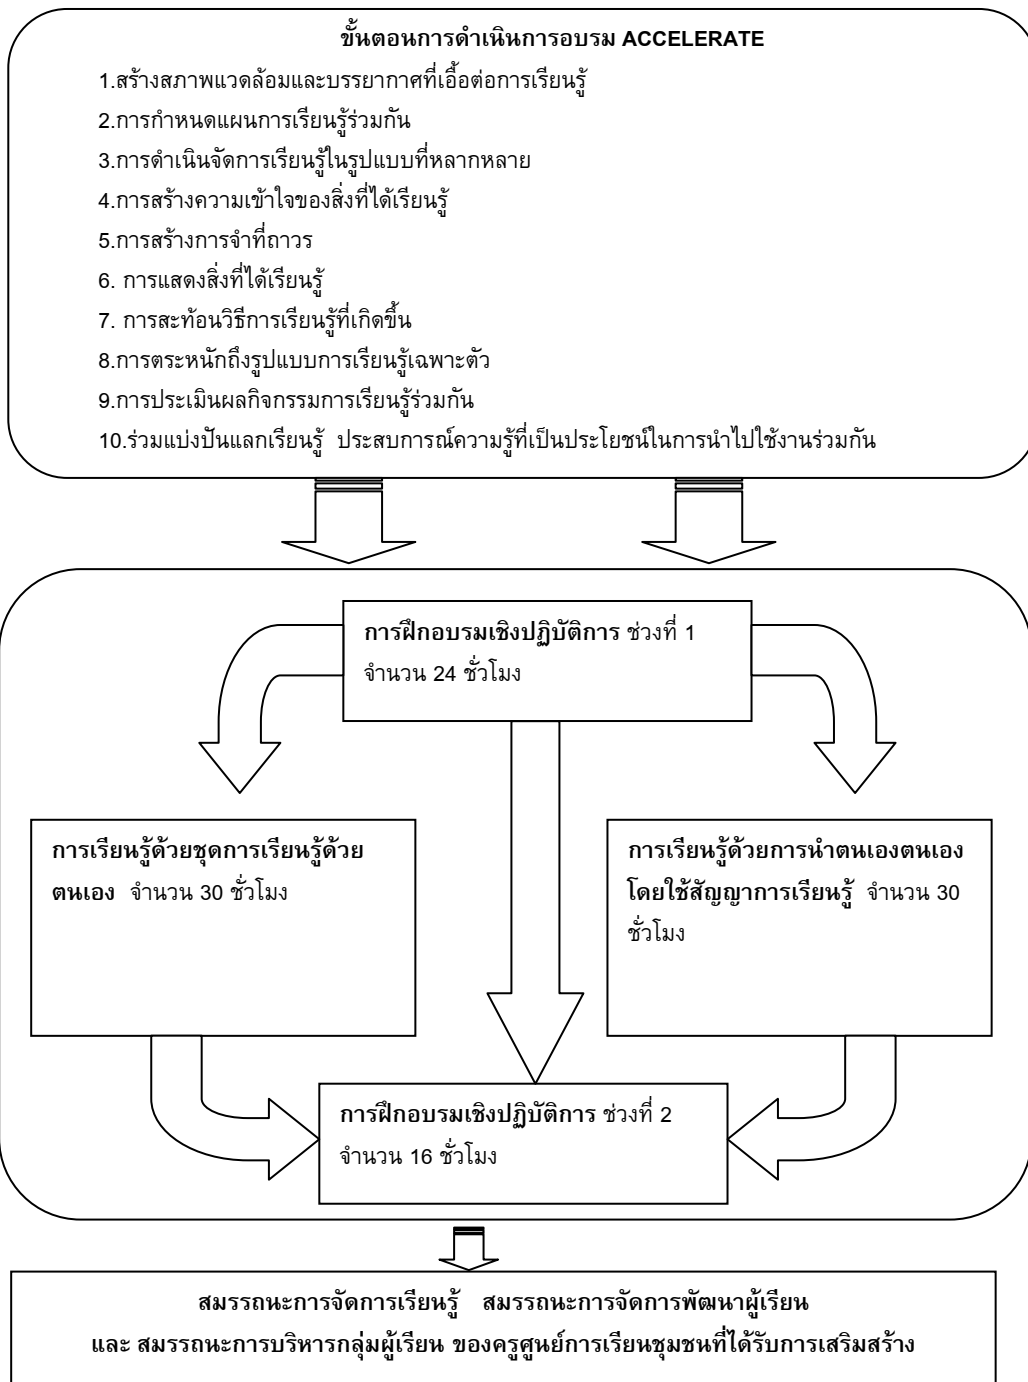 ขั้นตอนการดำเนินการอบรม ACCELERATE
1.สร้างสภาพแวดล้อมและบรรยากาศที่เอื้อต่อการเรียนรู้
2.การกำหนดแผนการเรียนรู้ร่วมกัน
3.การดำเนินจัดการเรียนรู้ในรูปแบบที่หลากหลาย
4.การสร้างความเข้าใจของสิ่งที่ได้เรียนรู้
5.การสร้างการจำที่ถาวร
6. การแสดงสิ่งที่ได้เรียนรู้
7. การสะท้อนวิธีการเรียนรู้ที่เกิดขึ้น
8.การตระหนักถึงรูปแบบการเรียนรู้เฉพาะตัว
9.การประเมินผลกิจกรรมการเรียนรู้ร่วมกัน
10.ร่วมแบ่งปันแลกเรียนรู้ ประสบการณ์ความรู้ที่เป็นประโยชน์ในการนำไปใช้งานร่วมกัน
การฝึกอบรมเชิงปฏิบัติการ ช่วงที่ 1
จำนวน 24 ชั่วโมง
การเรียนรู้ด้วยชุดการเรียนรู้ด้วย
ตนเอง จำนวน 30 ชั่วโมง
การเรียนรู้ด้วยการนำตนเองตนเอง
โดยใช้สัญญาการเรียนรู้ จำนวน 30
ชั่วโมง
การฝึกอบรมเชิงปฏิบัติการ ช่วงที่ 2
จำนวน 16 ชั่วโมง
สมรรถนะการจัดการเรียนรู้ สมรรถนะการจัดการพัฒนาผู้เรียน
และ สมรรถนะการบริหารกลุ่มผู้เรียน ของครูศูนย์การเรียนชุมชนที่ได้รับการเสริมสร้าง